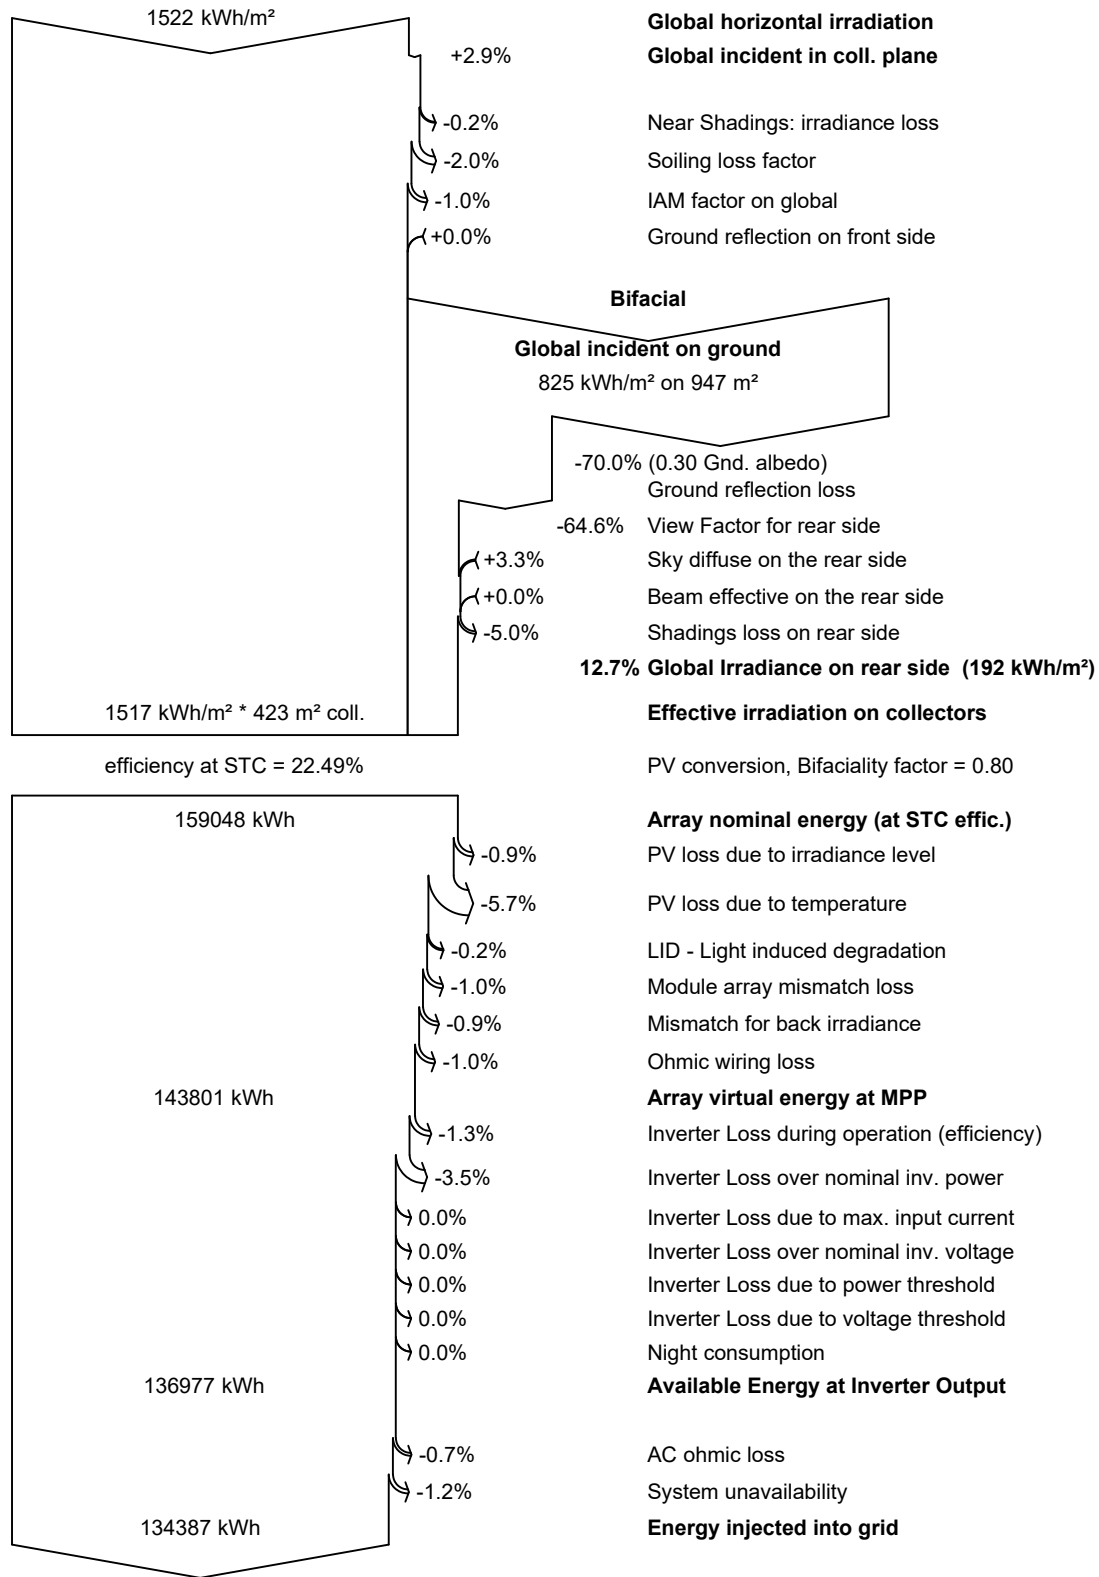 1522 kWh/m² Global horizontal irradiation
+2.9% Global incident in coll. plane
-0.2% Near Shadings: irradiance loss
-2.0% Soiling loss factor
-1.0% IAM factor on global
+0.0% Ground reflection on front side
Bifacial
Global incident on ground
825 kWh/m² on 947 m²
-70.0% (0.30 Gnd. albedo)
Ground reflection loss
-64.6% View Factor for rear side
+3.3% Sky diffuse on the rear side
+0.0% Beam effective on the rear side
-5.0% Shadings loss on rear side
12.7% Global Irradiance on rear side (192 kWh/m²)
1517 kWh/m² * 423 m² coll. Effective irradiation on collectors
efficiency at STC = 22.49% PV conversion, Bifaciality factor = 0.80
159048 kWh Array nominal energy (at STC effic.)
-0.9% PV loss due to irradiance level
-5.7% PV loss due to temperature
-0.2% LID - Light induced degradation
-1.0% Module array mismatch loss
-0.9% Mismatch for back irradiance
-1.0% Ohmic wiring loss
143801 kWh Array virtual energy at MPP
-1.3% Inverter Loss during operation (efficiency)
-3.5% Inverter Loss over nominal inv. power
0.0% Inverter Loss due to max. input current
0.0% Inverter Loss over nominal inv. voltage
0.0% Inverter Loss due to power threshold
0.0% Inverter Loss due to voltage threshold
0.0% Night consumption
136977 kWh Available Energy at Inverter Output
-0.7% AC ohmic loss
-1.2% System unavailability
134387 kWh Energy injected into grid